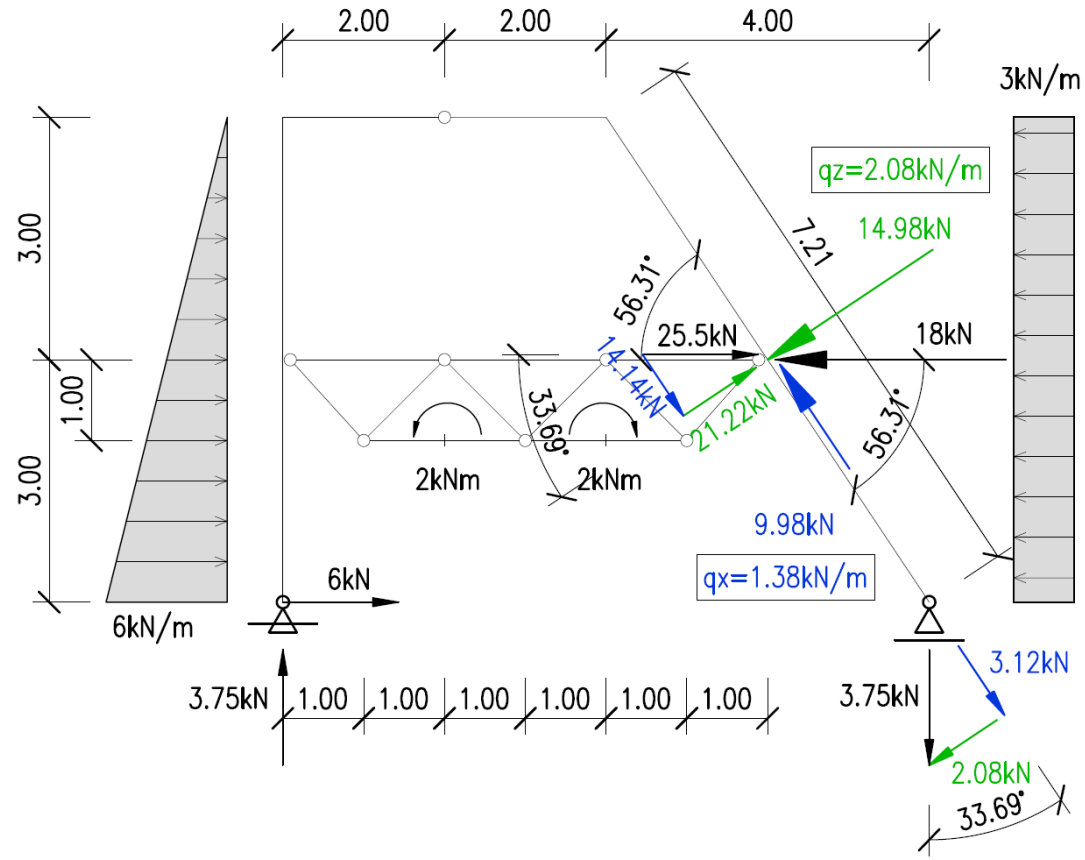 2.00
2.00
4.00
3kN/m
qz=2.08kN/m
14.98kN
7.21
3.00
56.31°
25.5kN
18kN
14.14kN
21.22kN
1.00
33.69°
56.31°
2kNm
2kNm
3.00
9.98kN
qx=1.38kN/m
6kN
6kN/m
3.75kN
1.00
1.00
1.00
1.00
1.00
1.00
3.75kN
3.12kN
2.08kN
33.69°